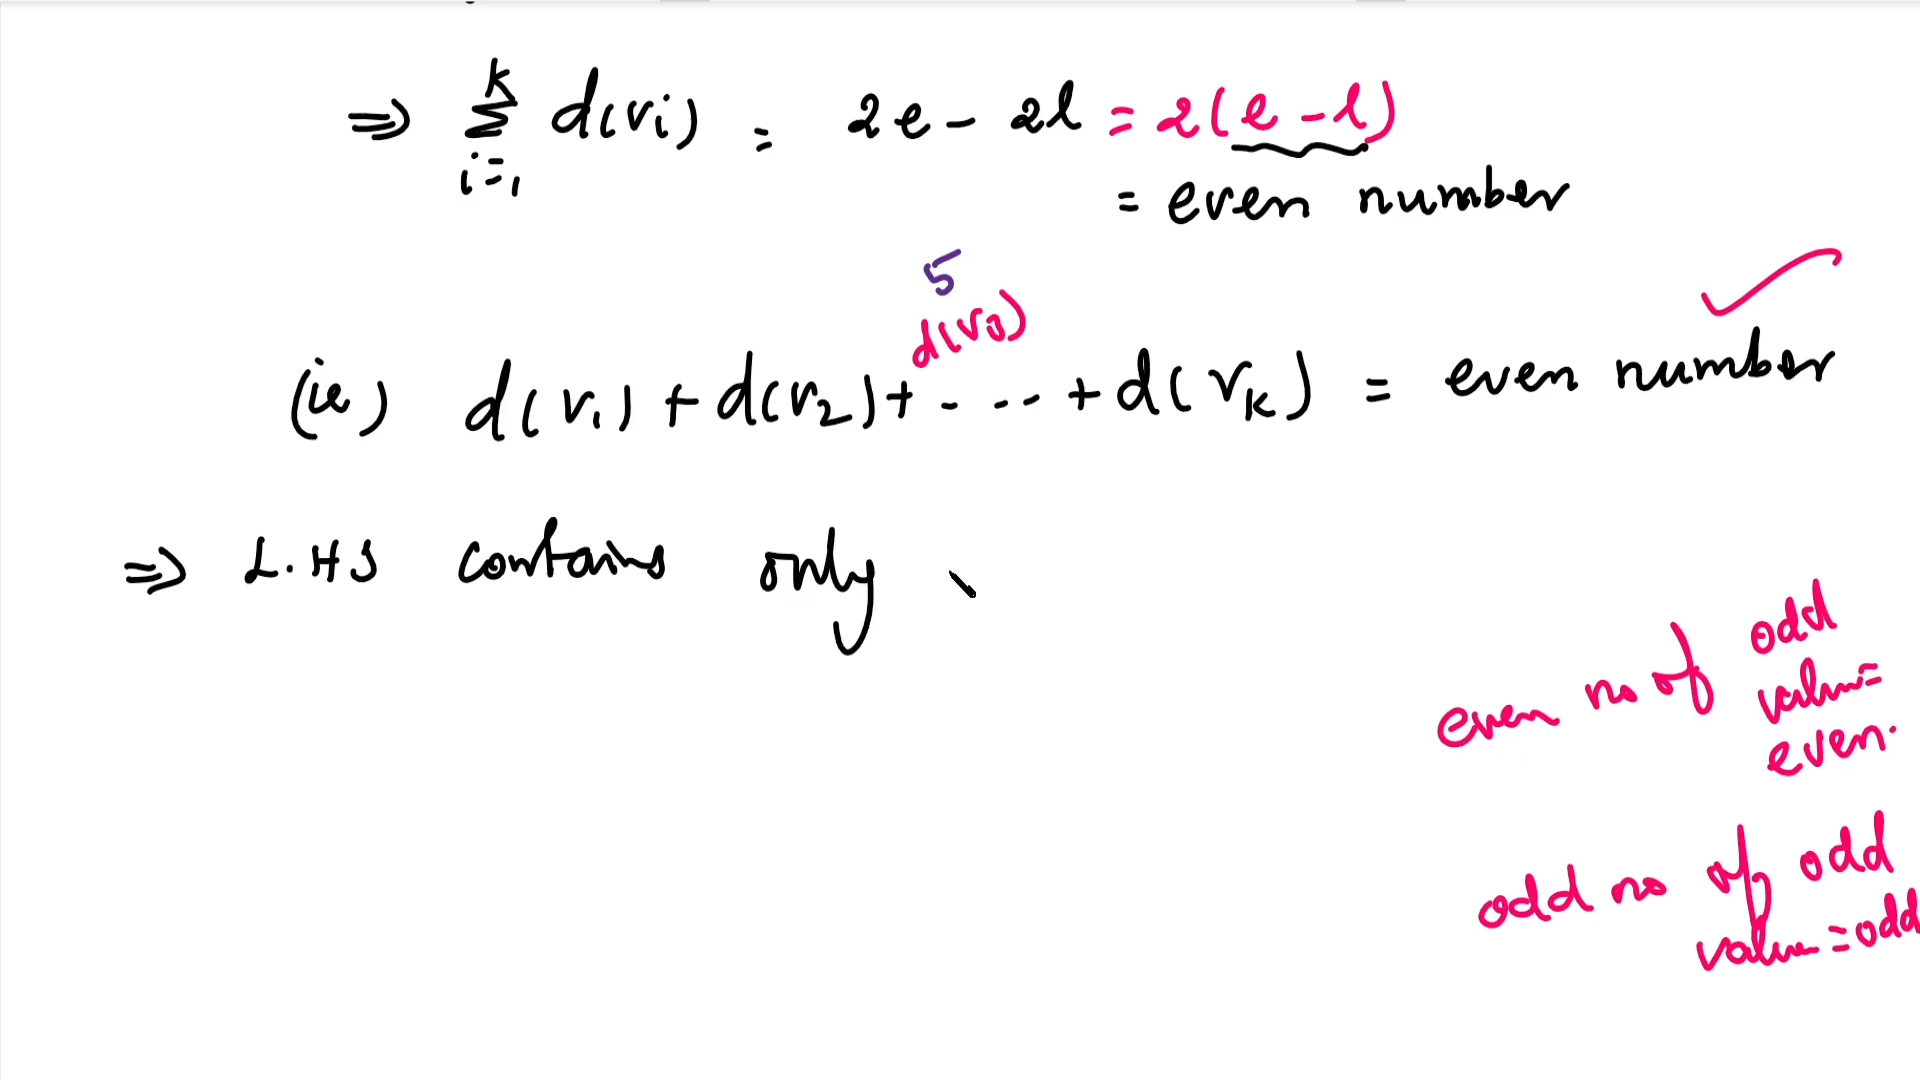 ⇒ k Σ i=1 d(vi) = 2e - 2l = 2(e - l)
= even number
5
d(v3)
(ie) d(v1) + d(v2) + - - - + d(vk) = even number
⇒ L.HS contains only
even no of odd
value =
even.
odd no of odd
value = odd